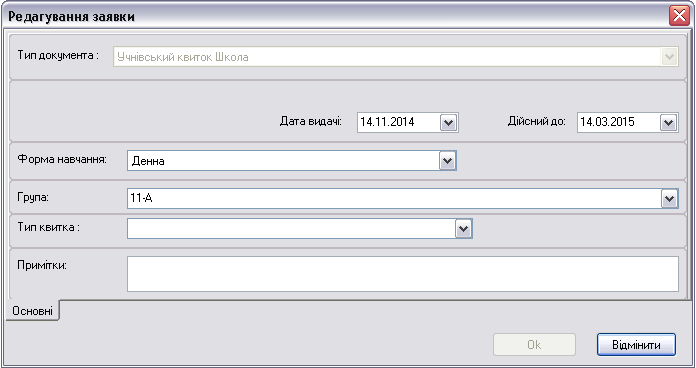 Редагування заявки
Тип документа : Учнівський квиток Школа
Дата видачі: 14.11.2014 Дійсний до: 14.03.2015
Форма навчання: Денна
Група: 11-А
Тип квитка :
Примітки:
Основні
Ok Відмінити